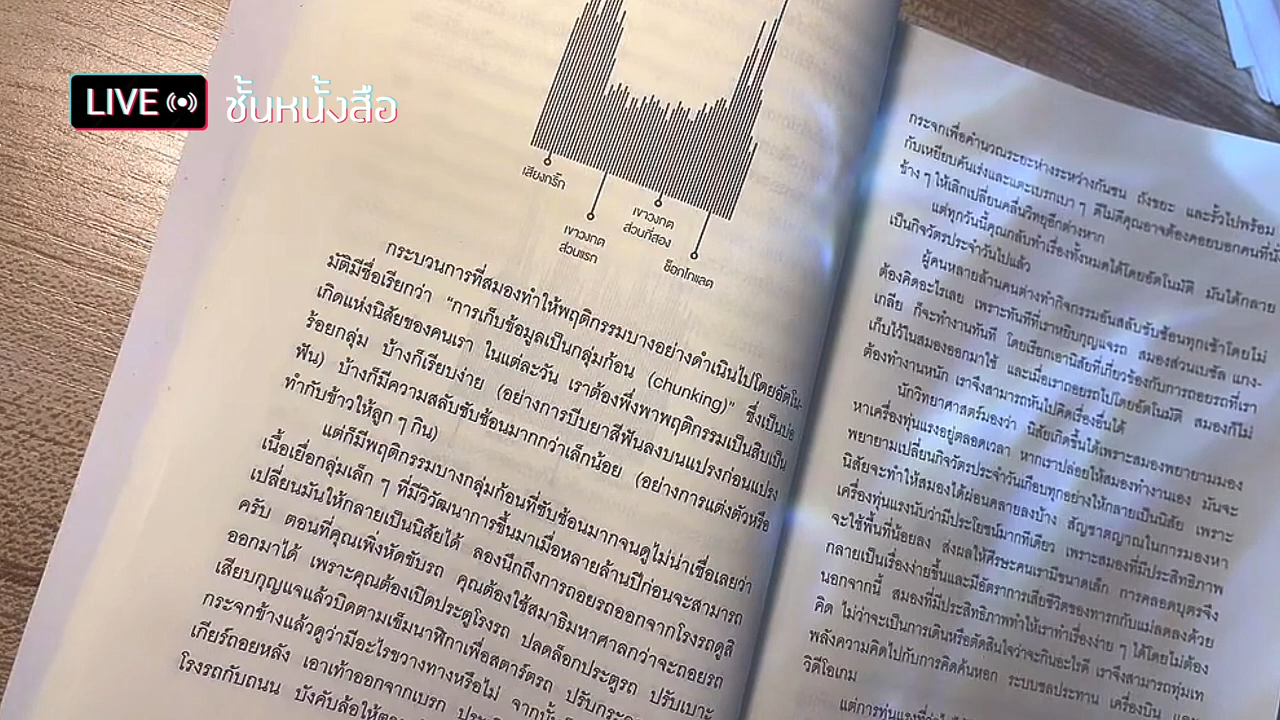 LIVE ชั้นหนั้งสือ
เสียงกริ๊ก
เขาวงกต
ส่วนแรก
เขาวงกต
ส่วนที่สอง
ช็อกโกแลต
กระบวนการที่สมองทำให้พฤติกรรมบางอย่างดำเนินไปโดยอัตโน-
มัติมีชื่อเรียกว่า “การเก็บข้อมูลเป็นกลุ่มก้อน (chunking)” ซึ่งเป็นบ่อ
เกิดแห่งนิสัยของคนเรา ในแต่ละวัน เราต้องพึ่งพาพฤติกรรมเป็นสิบเป็น
ร้อยกลุ่ม บ้างก็เรียบง่าย (อย่างการบีบยาสีฟันลงบนแปรงก่อนแปรง
ฟัน) บ้างก็มีความสลับซับซ้อนมากกว่าเล็กน้อย (อย่างการแต่งตัวหรือ
ทำกับข้าวให้ลูก ๆ กิน)
แต่ก็มีพฤติกรรมบางกลุ่มก้อนที่ซับซ้อนมากจนดูไม่น่าเชื่อเลยว่า
เนื้อเยื่อกลุ่มเล็ก ๆ ที่มีวิวัฒนาการขึ้นมาเมื่อหลายล้านปีก่อนจะสามารถ
เปลี่ยนมันให้กลายเป็นนิสัยได้ ลองนึกถึงการถอยรถออกจากโรงรถดูสิ
ครับ ตอนที่คุณเพิ่งหัดขับรถ คุณต้องใช้สมาธิมหาศาลกว่าจะถอยรถ
ออกมาได้ เพราะคุณต้องเปิดประตูโรงรถ ปลดล็อกประตูรถ ปรับเบาะ
เสียบกุญแจแล้วบิดตามเข็มนาฬิกาเพื่อสตาร์ตรถ ปรับกระจก
กระจกข้างแล้วดูว่ามีอะไรขวางทางหรือไม่ จากนั้น
เกียร์ถอยหลัง เอาเท้าออกจากเบรก
โรงรถกับถนน บังคับล้อให้
กระจกเพื่อคำนวณระยะห่างระหว่างกันชน ถังขยะ และรั้วไปพร้อม
กับเหยียบคันเร่งและแตะเบรกเบา ๆ ดีไม่ดีคุณอาจต้องคอยบอกคนที่นั่ง
ข้าง ๆ ให้เลิกเปลี่ยนคลื่นวิทยุอีกต่างหาก
แต่ทุกวันนี้คุณกลับทำเรื่องทั้งหมดได้โดยอัตโนมัติ มันได้กลาย
เป็นกิจวัตรประจำวันไปแล้ว
ผู้คนหลายล้านคนต่างทำกิจกรรมอันสลับซับซ้อนทุกเช้าโดยไม่
ต้องคิดอะไรเลย เพราะทันทีที่เราหยิบกุญแจรถ สมองส่วนเบซัล แกง-
เกลีย ก็จะทำงานทันที โดยเรียกเอานิสัยที่เกี่ยวข้องกับการถอยรถที่เรา
เก็บไว้ในสมองออกมาใช้ และเมื่อเราถอยรถไปโดยอัตโนมัติ สมองก็ไม่
ต้องทำงานหนัก เราจึงสามารถหันไปคิดเรื่องอื่นได้
นักวิทยาศาสตร์มองว่า นิสัยเกิดขึ้นได้เพราะสมองพยายามมอง
หาเครื่องทุ่นแรงอยู่ตลอดเวลา หากเราปล่อยให้สมองทำงานเอง มันจะ
พยายามเปลี่ยนกิจวัตรประจำวันเกือบทุกอย่างให้กลายเป็นนิสัย เพราะ
นิสัยจะทำให้สมองได้ผ่อนคลายลงบ้าง สัญชาตญาณในการมองหา
เครื่องทุ่นแรงนับว่ามีประโยชน์มากทีเดียว เพราะสมองที่มีประสิทธิภาพ
จะใช้พื้นที่น้อยลง ส่งผลให้ศีรษะคนเรามีขนาดเล็ก การคลอดบุตรจึง
กลายเป็นเรื่องง่ายขึ้นและมีอัตราการเสียชีวิตของทารกกับแม่ลดลงด้วย
นอกจากนี้ สมองที่มีประสิทธิภาพทำให้เราทำเรื่องง่าย ๆ ได้โดยไม่ต้อง
คิด ไม่ว่าจะเป็นการเดินหรือตัดสินใจว่าจะกินอะไรดี เราจึงสามารถทุ่มเท
พลังความคิดไปกับการคิดค้นหอก ระบบชลประทาน เครื่องบิน และ
วิดีโอเกม
แต่การทุ่นแรง